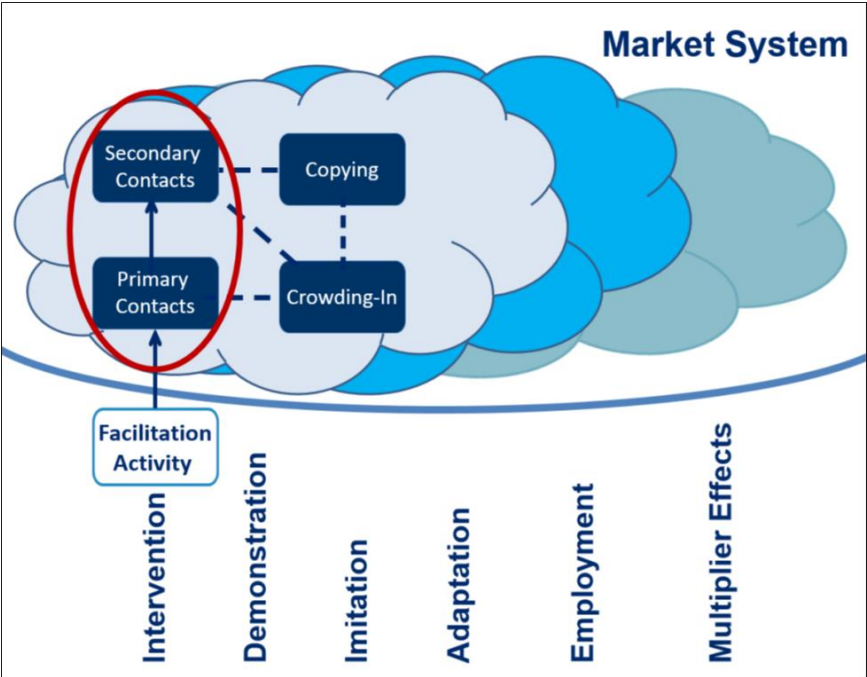 Market System
Secondary
Contacts
Copying
Primary
Contacts
Crowding-In
Facilitation
Activity
Intervention
Demonstration
Imitation
Adaptation
Employment
Multiplier Effects